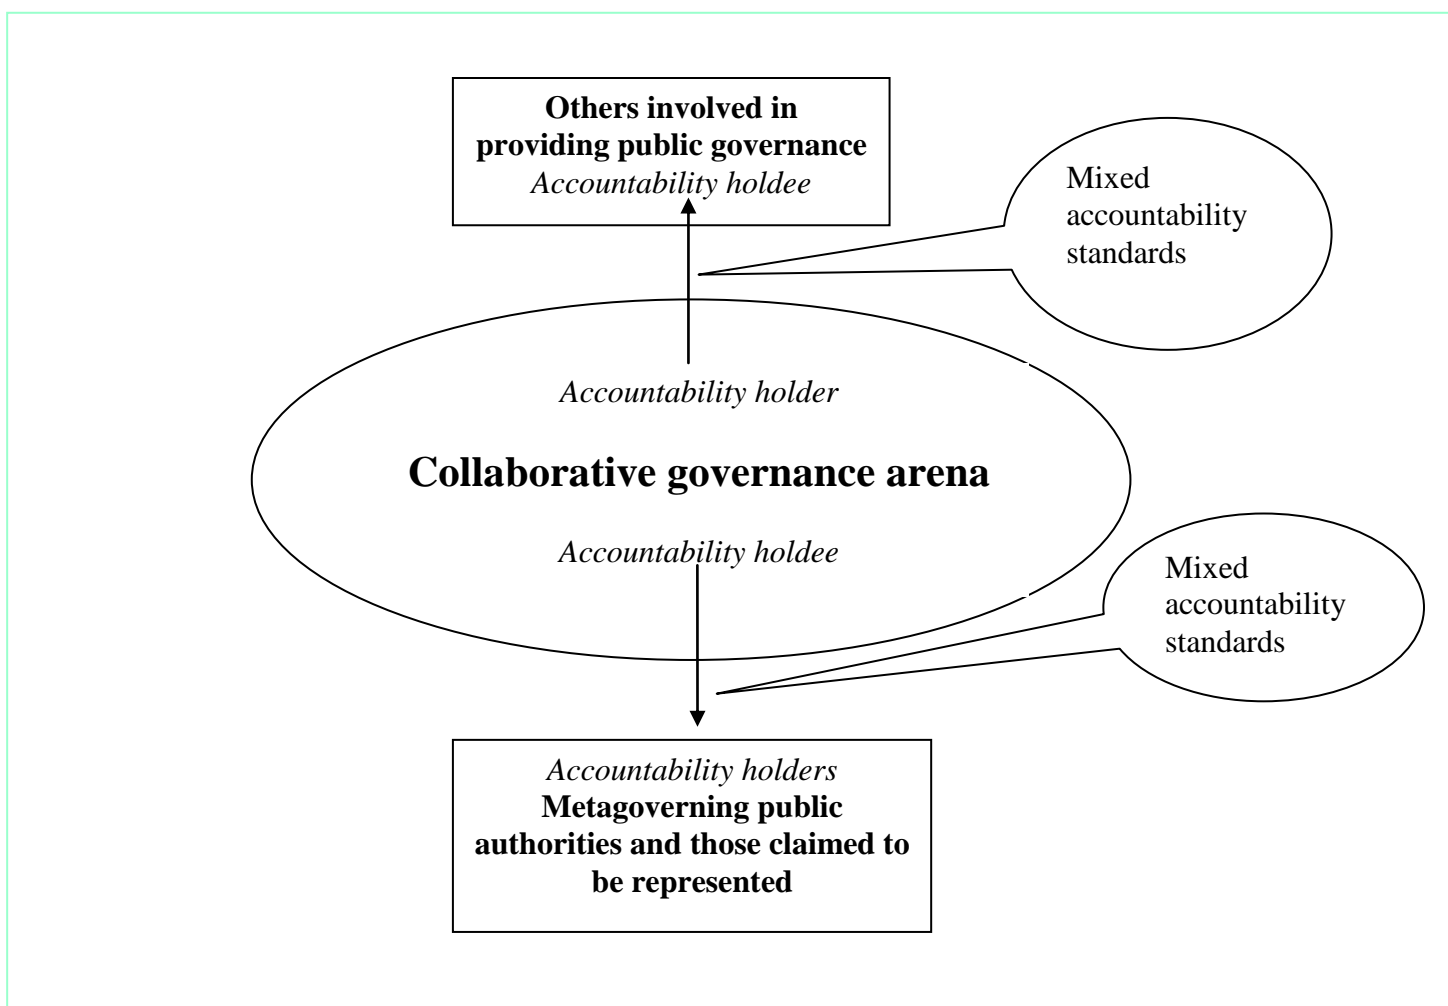 Others involved in
providing public governance
Accountability holdee
Mixed
accountability
standards
Accountability holder
Collaborative governance arena
Accountability holdee
Mixed
accountability
standards
Accountability holders
Metagoverning public
authorities and those claimed to
be represented